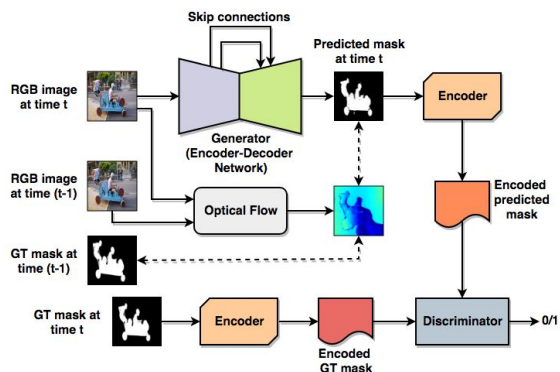 Skip connections
Predicted mask
at time t
RGB image
at time t
Encoder
Generator
(Encoder-Decoder
Network)
RGB image
at time (t-1)
Optical Flow
Encoded
predicted
mask
GT mask at
time (t-1)
GT mask at
time t
Encoder
Encoded
GT mask
Discriminator
0/1